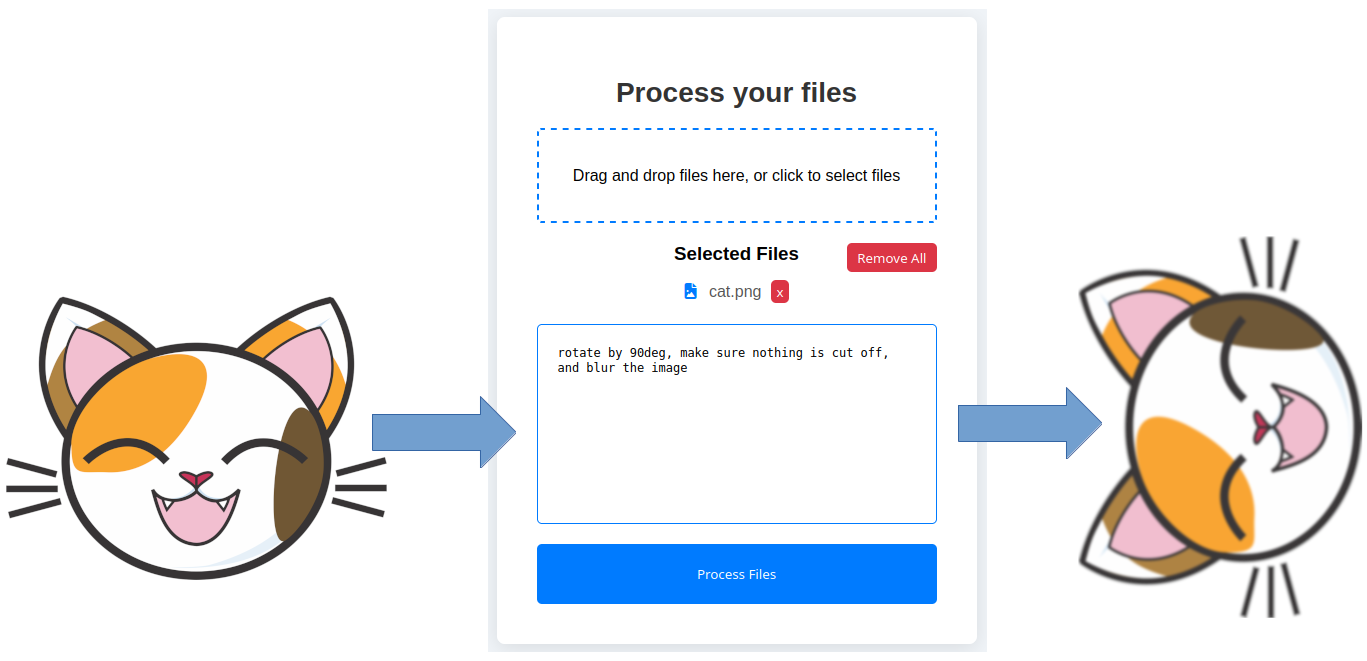 Process your files
Drag and drop files here, or click to select files
Selected Files
Remove All
cat.png
x
rotate by 90deg, make sure nothing is cut off,
and blur the image
Process Files